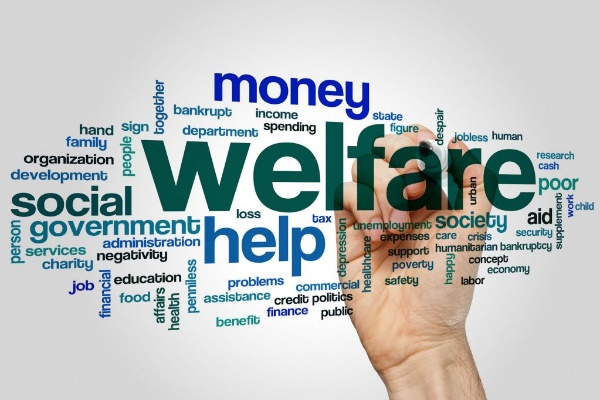 money
together
bankrupt
income
state
hand
sign
department
spending
figure
despair
jobless
human
family
people
welfare
research
organization
cash
development
urban
poor
social
loss
tax
aid
supplement
work
child
person
government
help
depression
unemployment
society
services
administration
expenses
care
crisis
security
negativity
healthcare
support
humanitarian
bankruptcy
charity
poverty
happy
concept
economy
job
financial
education
penniless
problems
commercial
safety
labor
food
affairs
health
assistance
credit
politics
benefit
finance
public